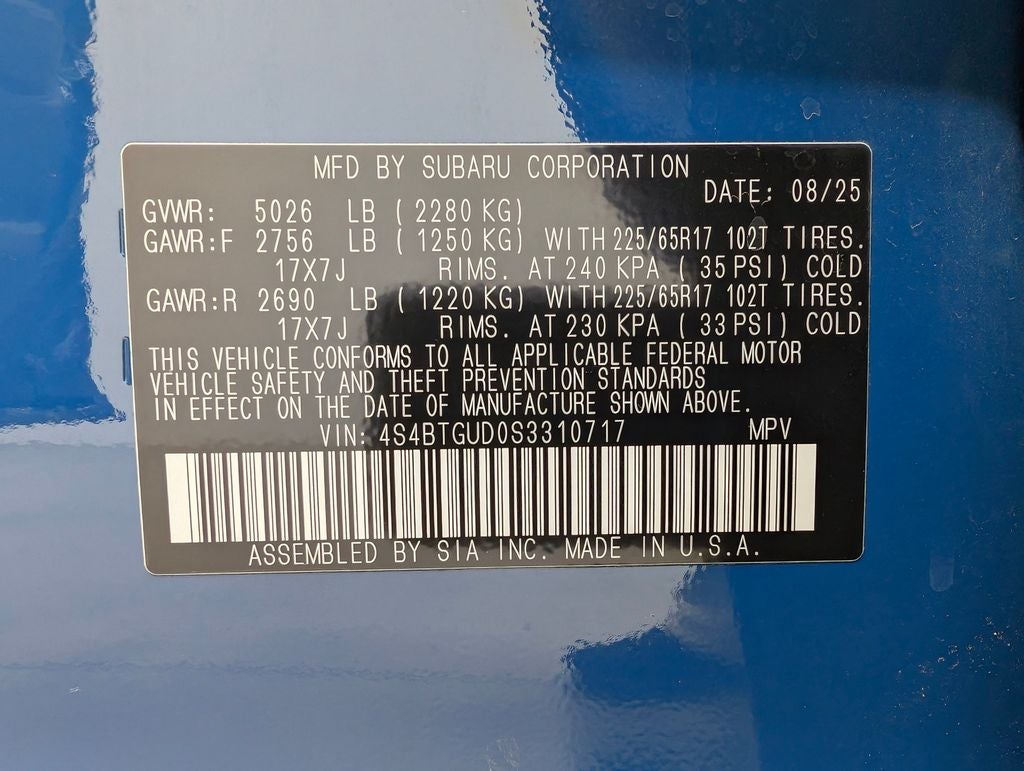 MFD BY SUBARU CORPORATION
DATE: 08/25
GVWR: 5026 LB ( 2280 KG)
GAWR:F 2756 LB ( 1250 KG) WITH 225/65R17 102T TIRES.
17X7J RIMS. AT 240 KPA ( 35 PSI) COLD
GAWR:R 2690 LB ( 1220 KG) WITH 225/65R17 102T TIRES.
17X7J RIMS. AT 230 KPA ( 33 PSI) COLD
THIS VEHICLE CONFORMS TO ALL APPLICABLE FEDERAL MOTOR
VEHICLE SAFETY AND THEFT PREVENTION STANDARDS
IN EFFECT ON THE DATE OF MANUFACTURE SHOWN ABOVE.
VIN: 4S4BTGUD0S3310717 MPV
ASSEMBLED BY SIA INC. MADE IN U.S.A.